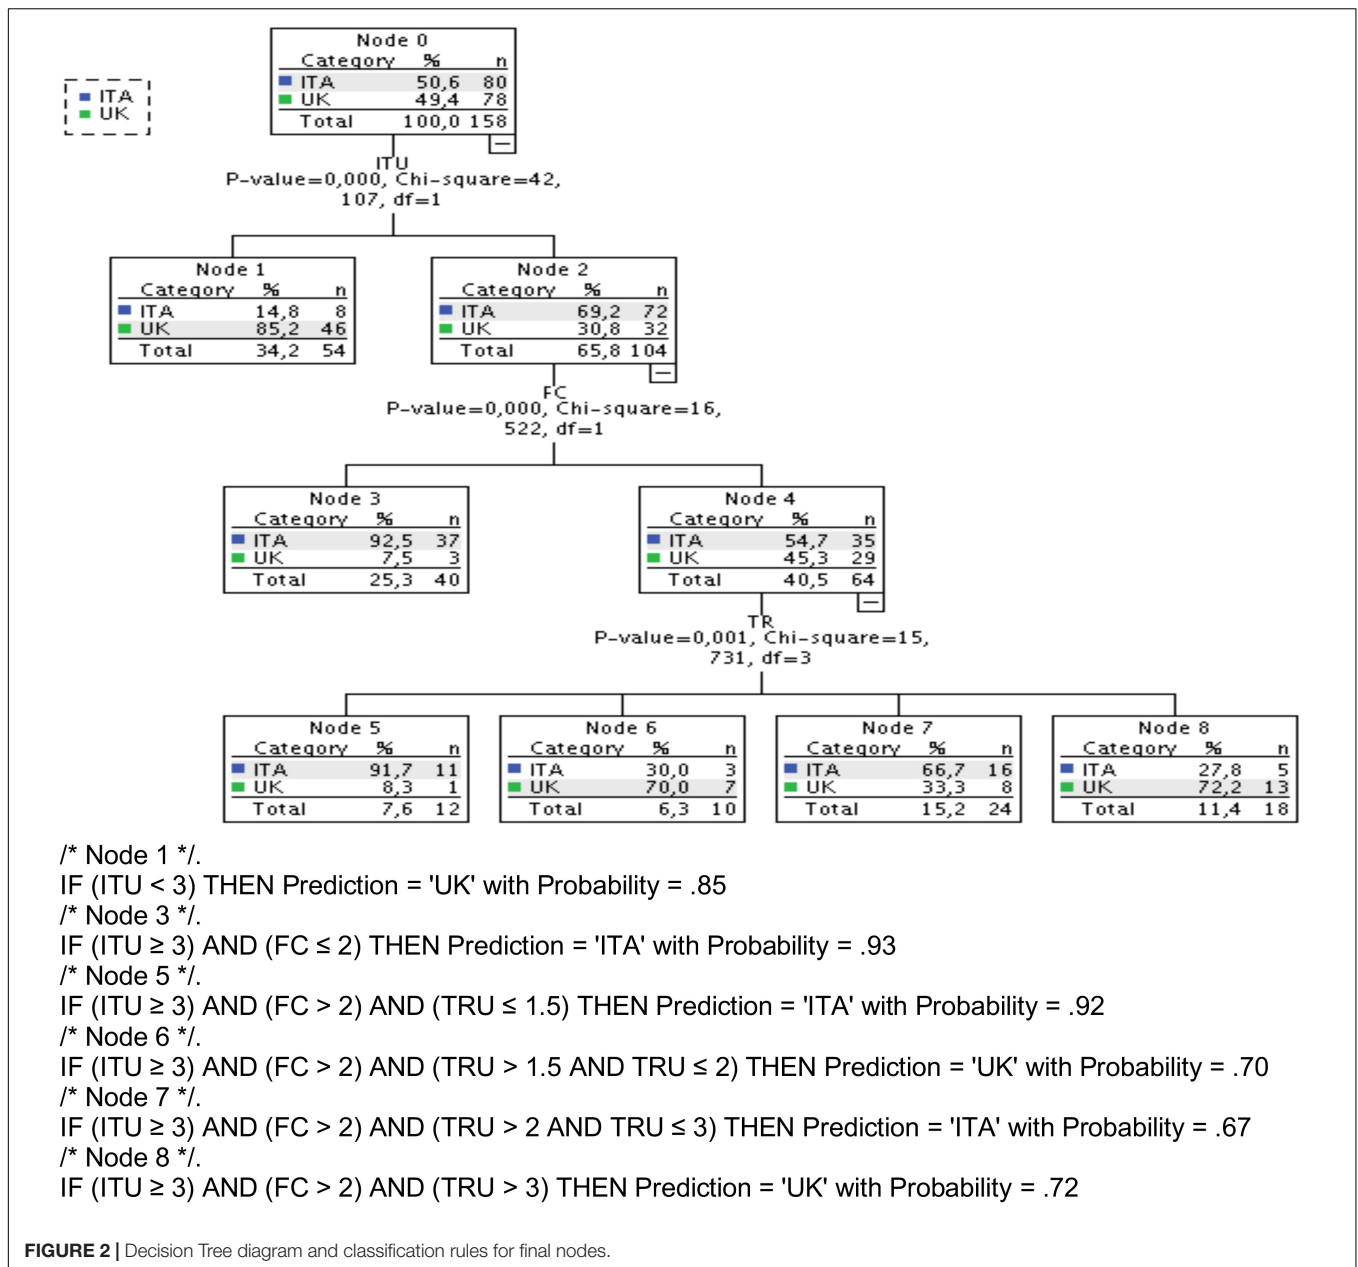 Node 0
Category % n
ITA 50,6 80
UK 49,4 78
Total 100,0 158
ITA
UK
ITU
P-value=0,000, Chi-square=42,
107, df=1
Node 1
Category % n
ITA 14,8 8
UK 85,2 46
Total 34,2 54
Node 2
Category % n
ITA 69,2 72
UK 30,8 32
Total 65,8 104
FC
P-value=0,000, Chi-square=16,
522, df=1
Node 3
Category % n
ITA 92,5 37
UK 7,5 3
Total 25,3 40
Node 4
Category % n
ITA 54,7 35
UK 45,3 29
Total 40,5 64
TR
P-value=0,001, Chi-square=15,
731, df=3
Node 5
Category % n
ITA 91,7 11
UK 8,3 1
Total 7,6 12
Node 6
Category % n
ITA 30,0 3
UK 70,0 7
Total 6,3 10
Node 7
Category % n
ITA 66,7 16
UK 33,3 8
Total 15,2 24
Node 8
Category % n
ITA 27,8 5
UK 72,2 13
Total 11,4 18
/* Node 1 */.
IF (ITU < 3) THEN Prediction = 'UK' with Probability = .85
/* Node 3 */.
IF (ITU ≥ 3) AND (FC ≤ 2) THEN Prediction = 'ITA' with Probability = .93
/* Node 5 */.
IF (ITU ≥ 3) AND (FC > 2) AND (TRU ≤ 1.5) THEN Prediction = 'ITA' with Probability = .92
/* Node 6 */.
IF (ITU ≥ 3) AND (FC > 2) AND (TRU > 1.5 AND TRU ≤ 2) THEN Prediction = 'UK' with Probability = .70
/* Node 7 */.
IF (ITU ≥ 3) AND (FC > 2) AND (TRU > 2 AND TRU ≤ 3) THEN Prediction = 'ITA' with Probability = .67
/* Node 8 */.
IF (ITU ≥ 3) AND (FC > 2) AND (TRU > 3) THEN Prediction = 'UK' with Probability = .72
FIGURE 2 | Decision Tree diagram and classification rules for final nodes.